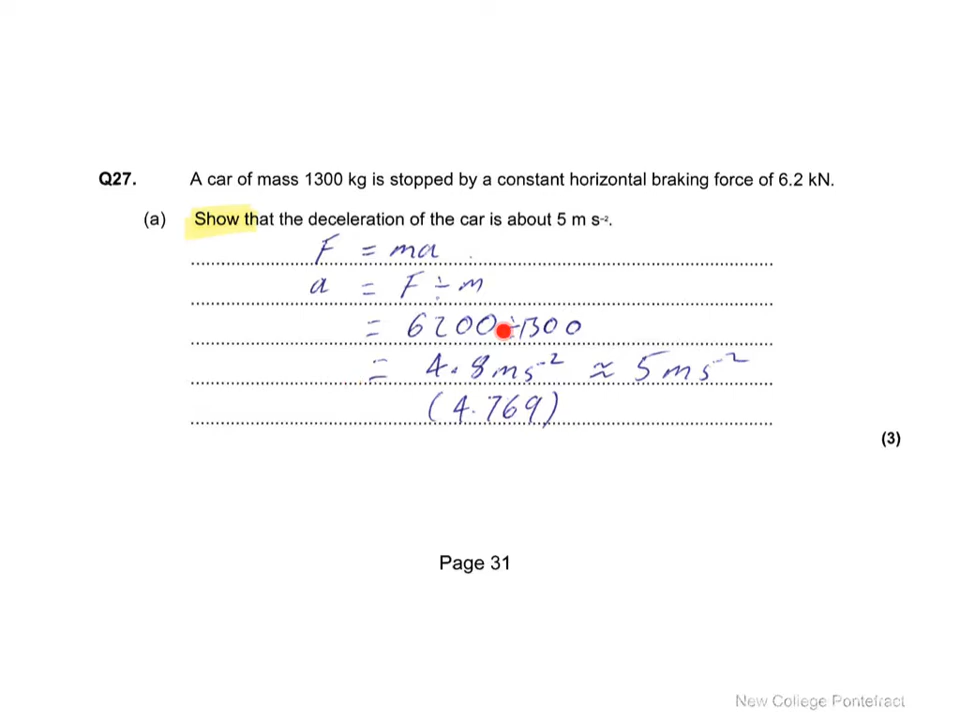 Q27. A car of mass 1300 kg is stopped by a constant horizontal braking force of 6.2 kN.
(a) Show that the deceleration of the car is about 5 m s⁻².
F = ma
a = F ÷ m
= 6200 ÷ 1300
= 4.8 ms⁻² ≈ 5 ms⁻²
(4.769)
(3)
Page 31
New College Pontefract